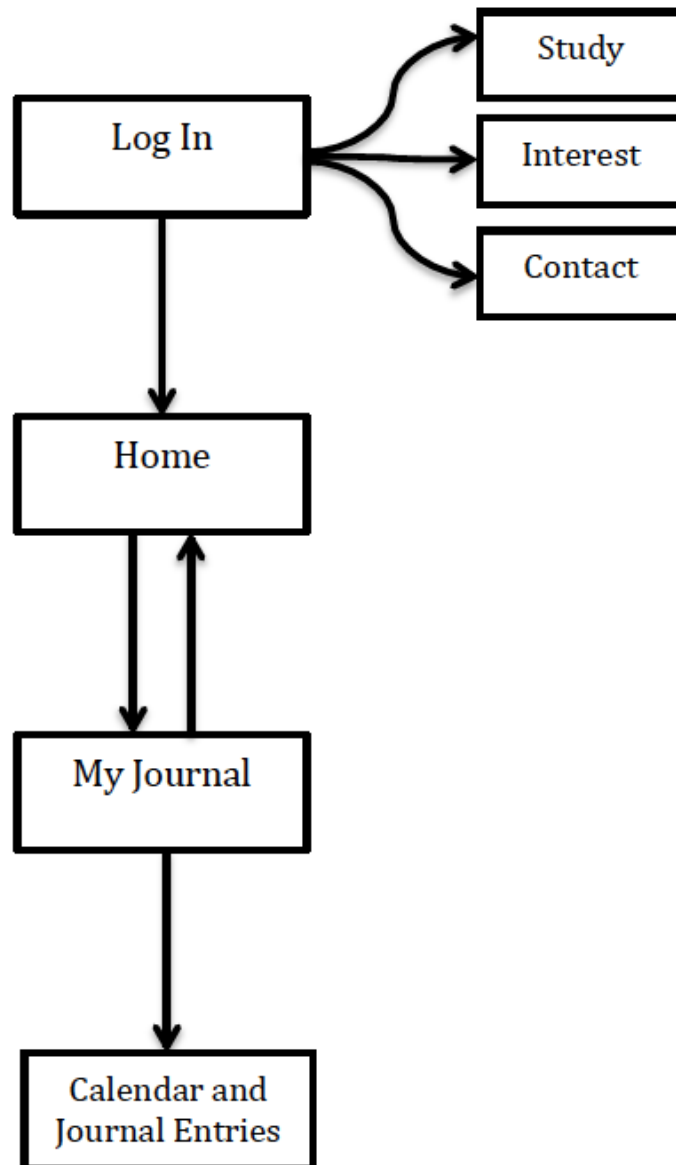 Study
Log In
Interest
Contact
Home
My Journal
Calendar and
Journal Entries